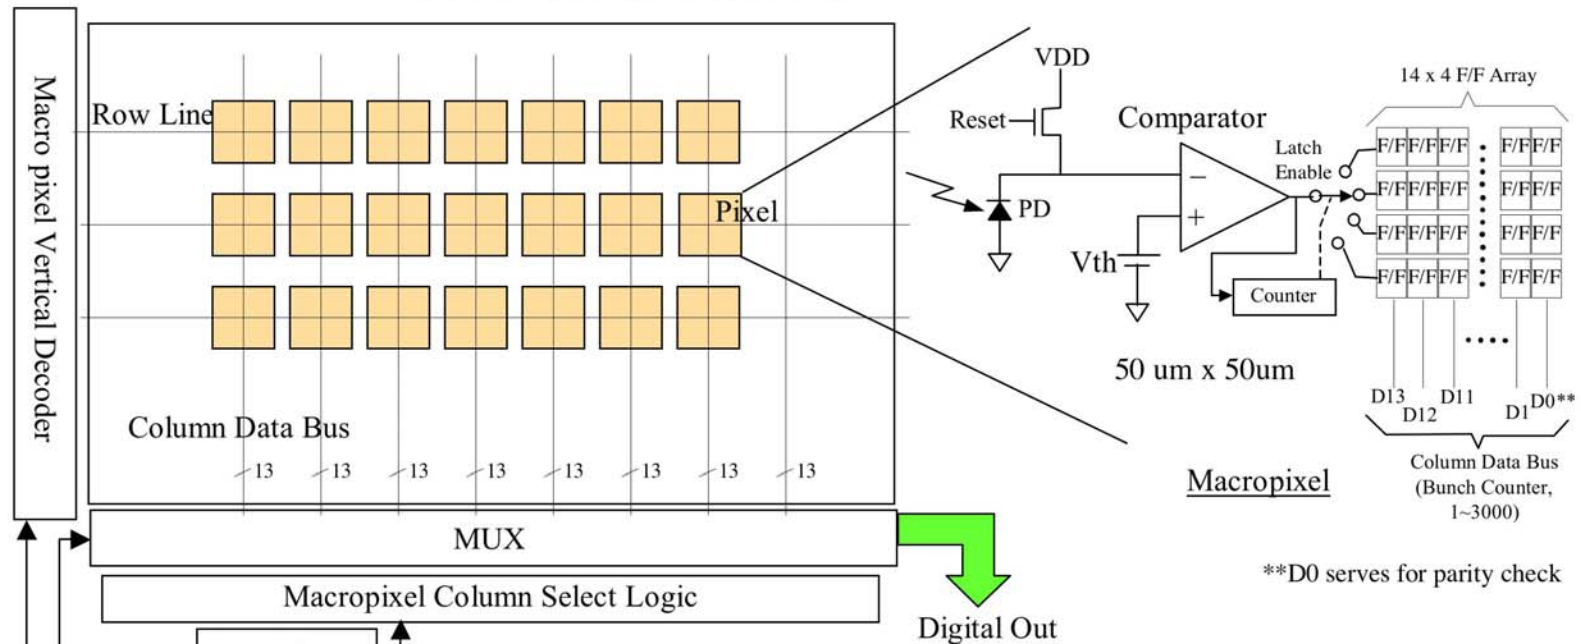 Macro pixel Vertical Decoder
Row Line
Pixel
Column Data Bus
13 13 13 13 13 13 13 13
MUX
Macropixel Column Select Logic
Digital Out
VDD
Reset
PD
Comparator
−
+
Vth
Counter
Latch
Enable
14 x 4 F/F Array
F/F F/F F/F F/F F/F
F/F F/F F/F F/F F/F
F/F F/F F/F F/F F/F
F/F F/F F/F F/F F/F
50 um x 50um
D13 D12 D11 D1 D0**
Macropixel
Column Data Bus
(Bunch Counter,
1~3000)
**D0 serves for parity check